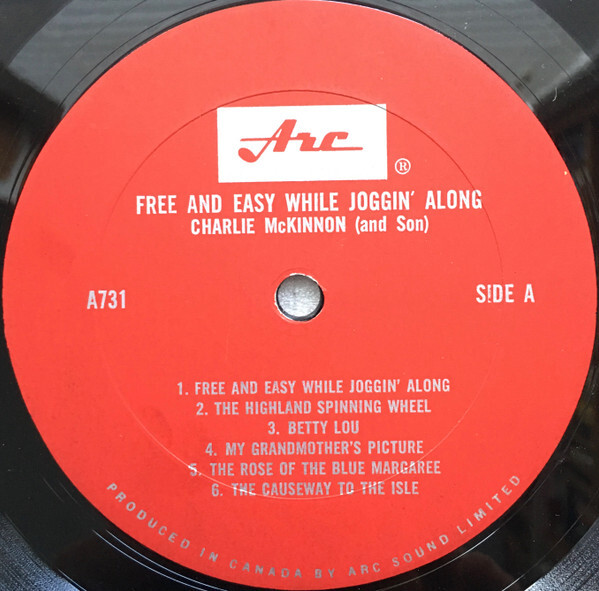 Arc
®
FREE AND EASY WHILE JOGGIN' ALONG
CHARLIE McKINNON (and Son)
A731
SIDE A
1. FREE AND EASY WHILE JOGGIN' ALONG
2. THE HIGHLAND SPINNING WHEEL
3. BETTY LOU
4. MY GRANDMOTHER'S PICTURE
5. THE ROSE OF THE BLUE MARGAREE
6. THE CAUSEWAY TO THE ISLE
PRODUCED IN CANADA BY ARC SOUND LIMITED